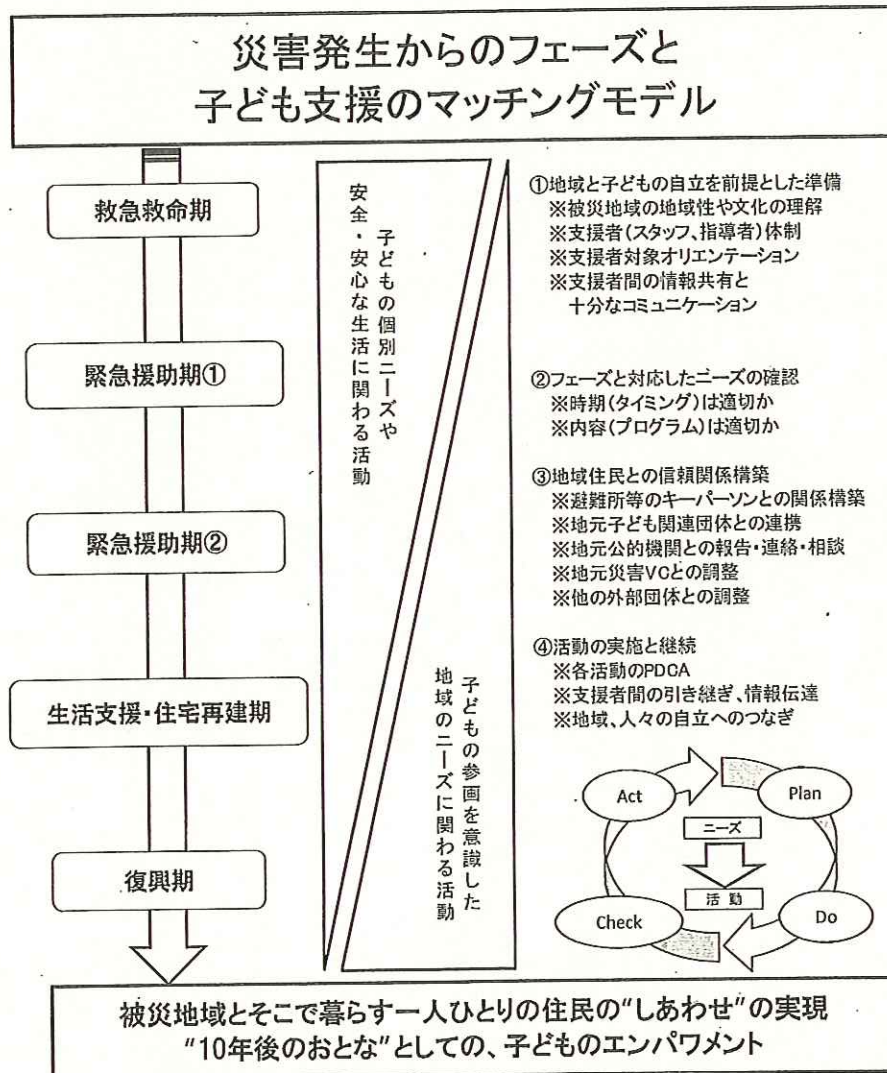 災害発生からのフェーズと
子ども支援のマッチングモデル
救急救命期
緊急援助期①
緊急援助期②
生活支援・住宅再建期
復興期
子どもの個別ニーズや
安全・安心な生活に関わる活動
子どもの参画を意識した
地域のニーズに関わる活動
①地域と子どもの自立を前提とした準備
※被災地域の地域性や文化の理解
※支援者(スタッフ、指導者)体制
※支援者対象オリエンテーション
※支援者間の情報共有と
十分なコミュニケーション
②フェーズと対応したニーズの確認
※時期(タイミング)は適切か
※内容(プログラム)は適切か
③地域住民との信頼関係構築
※避難所等のキーパーソンとの関係構築
※地元子ども関連団体との連携
※地元公的機関との報告・連絡・相談
※地元災害VCとの調整
※他の外部団体との調整
④活動の実施と継続
※各活動のPDCA
※支援者間の引き継ぎ、情報伝達
※地域、人々の自立へのつなぎ
Act
Plan
ニーズ
活動
Check
Do
被災地域とそこで暮らす一人ひとりの住民の“しあわせ”の実現
“10年後のおとな”としての、子どものエンパワメント